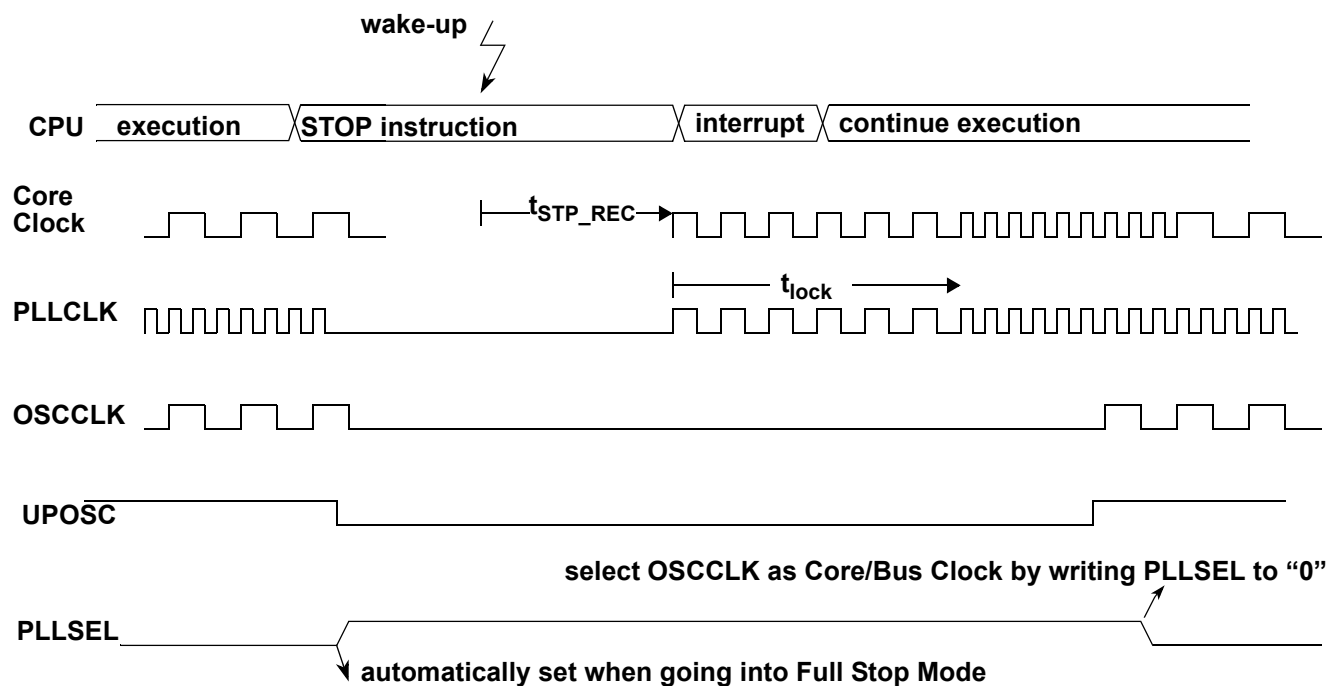 wake-up
CPU execution STOP instruction interrupt continue execution
Core
Clock
tSTP_REC
tlock
PLLCLK
OSCCLK
UPOSC
select OSCCLK as Core/Bus Clock by writing PLLSEL to “0”
PLLSEL
automatically set when going into Full Stop Mode